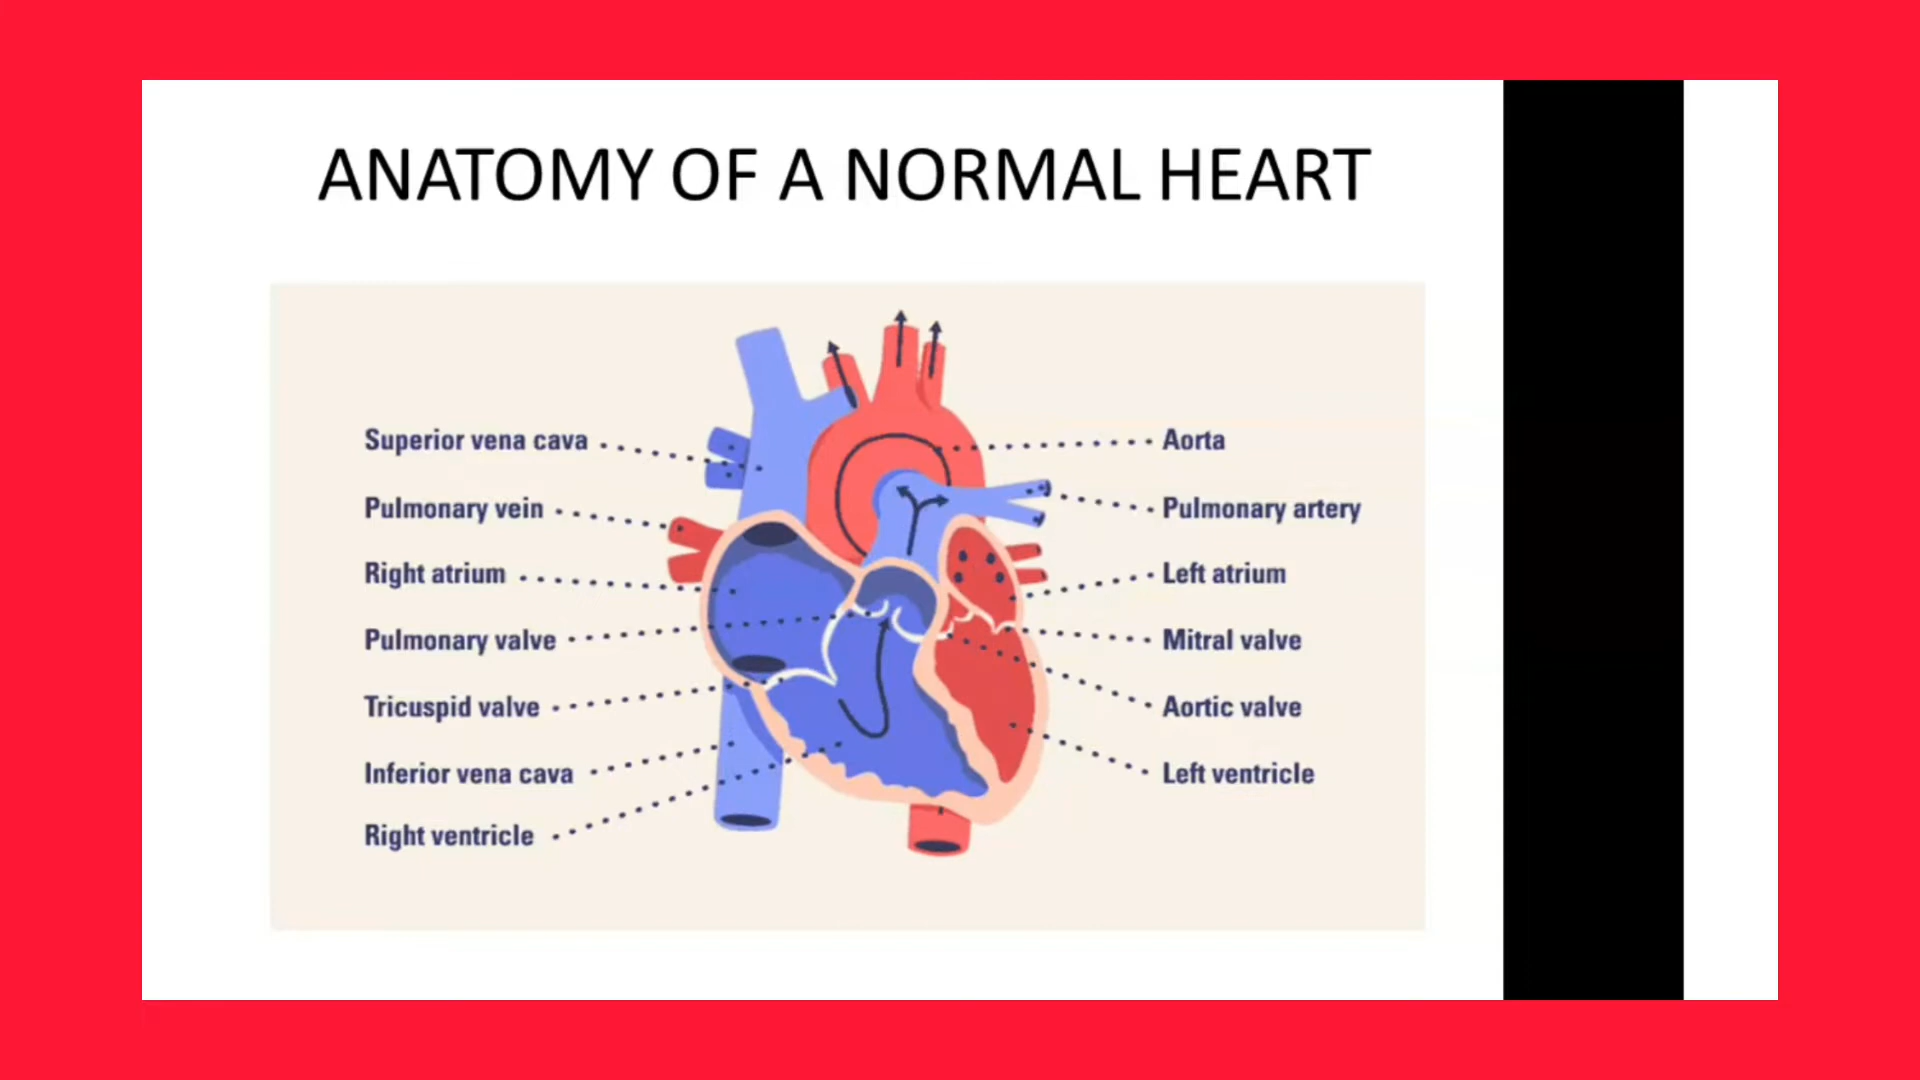 ANATOMY OF A NORMAL HEART
Superior vena cava
Pulmonary vein
Right atrium
Pulmonary valve
Tricuspid valve
Inferior vena cava
Right ventricle
Aorta
Pulmonary artery
Left atrium
Mitral valve
Aortic valve
Left ventricle